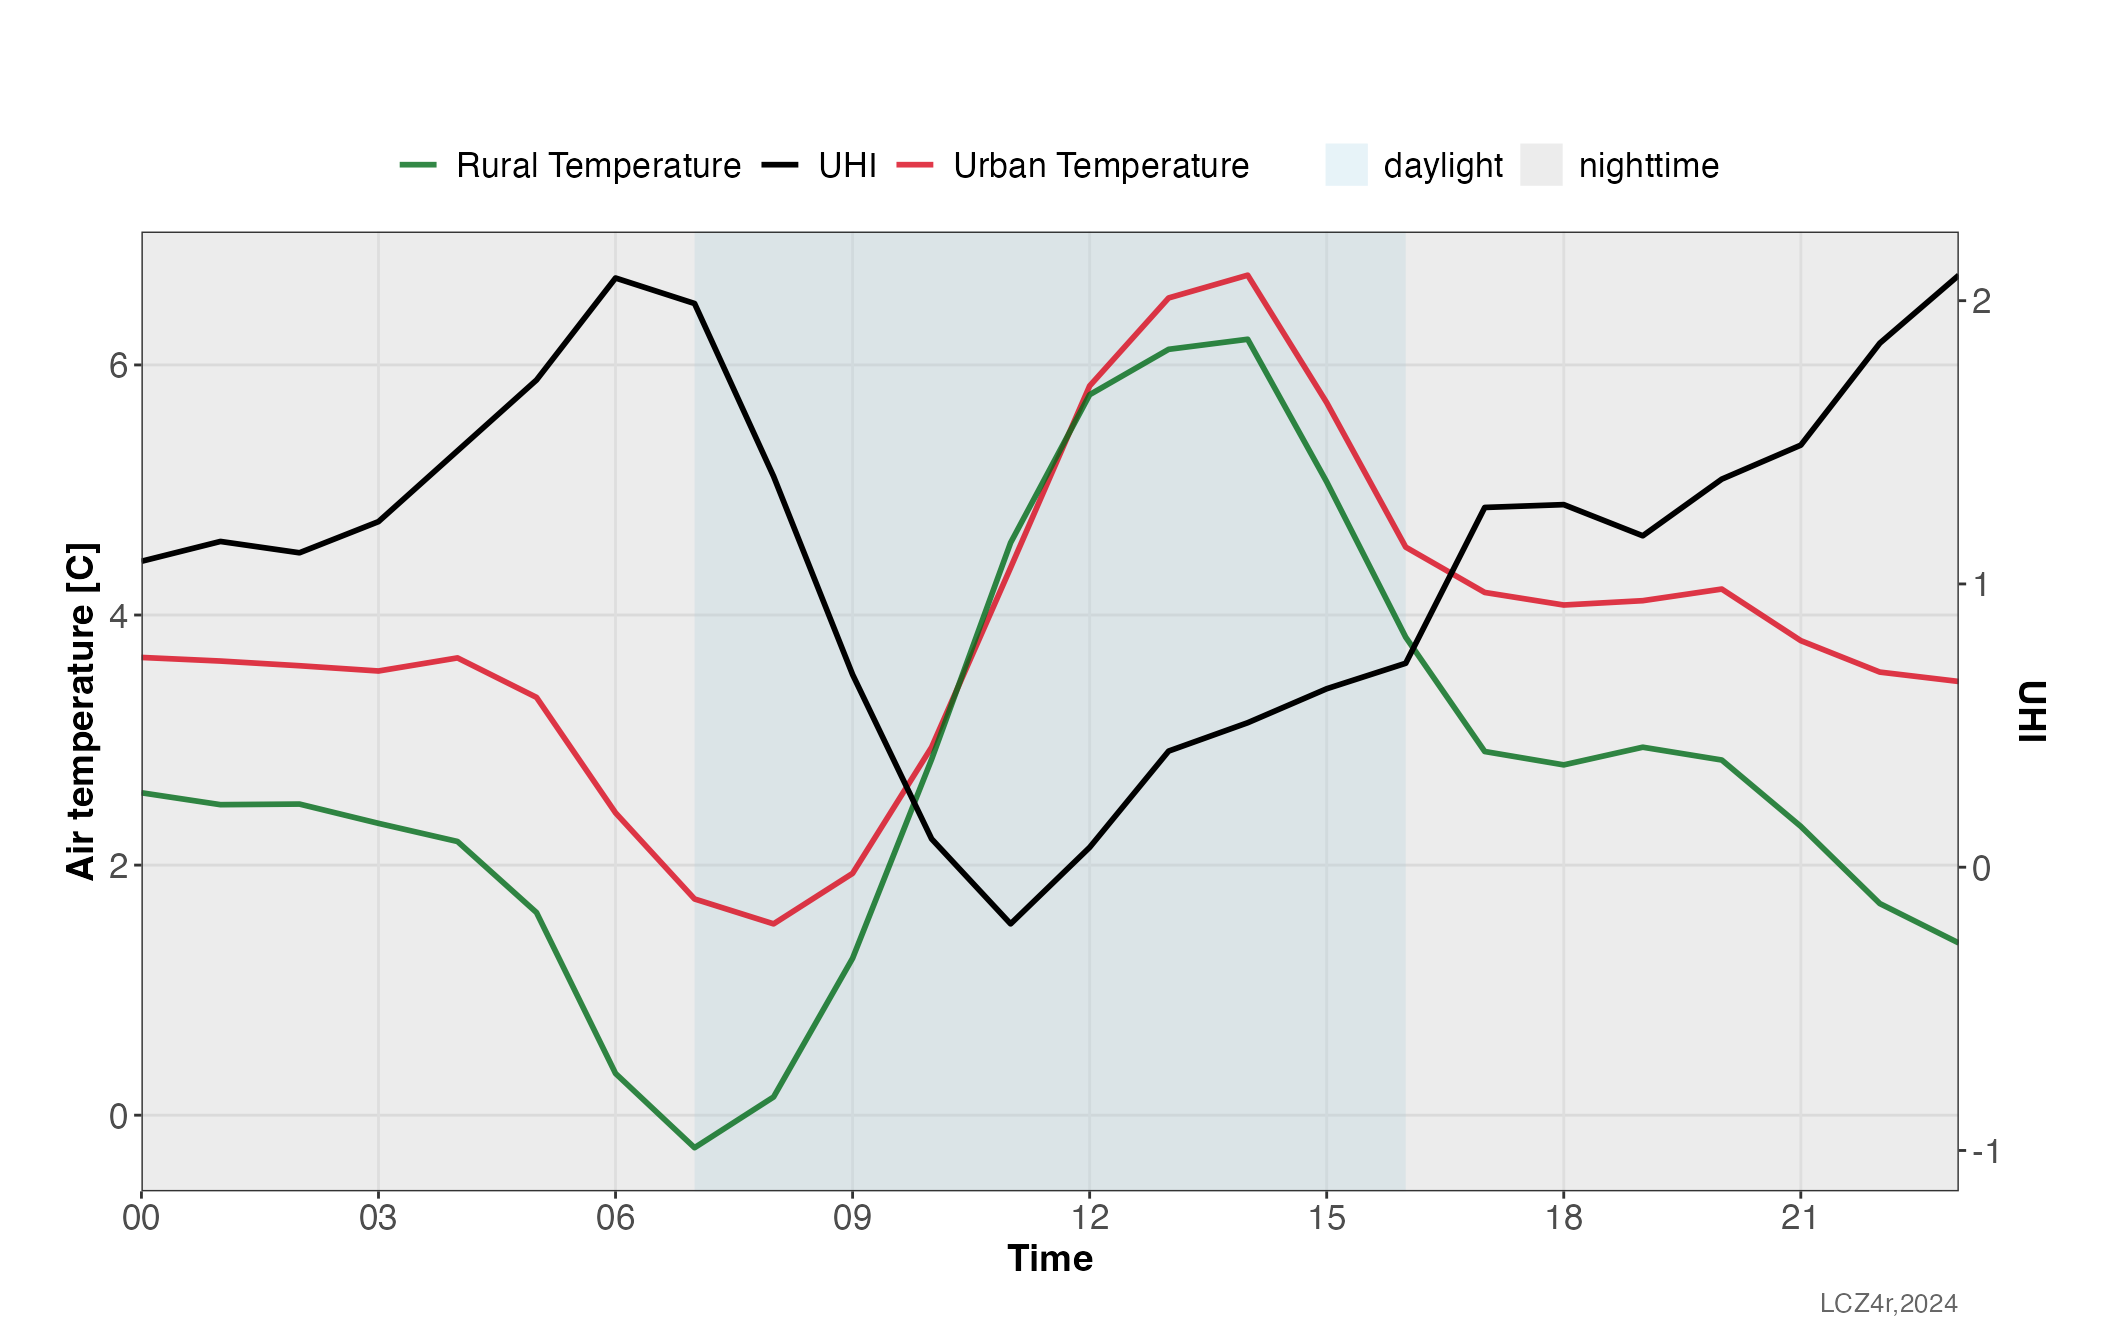 Rural Temperature UHI Urban Temperature daylight nighttime
Air temperature [C]
6
4
2
0
2
1
0
-1
UHI
00 03 06 09 12 15 18 21
Time
LCZ4r,2024